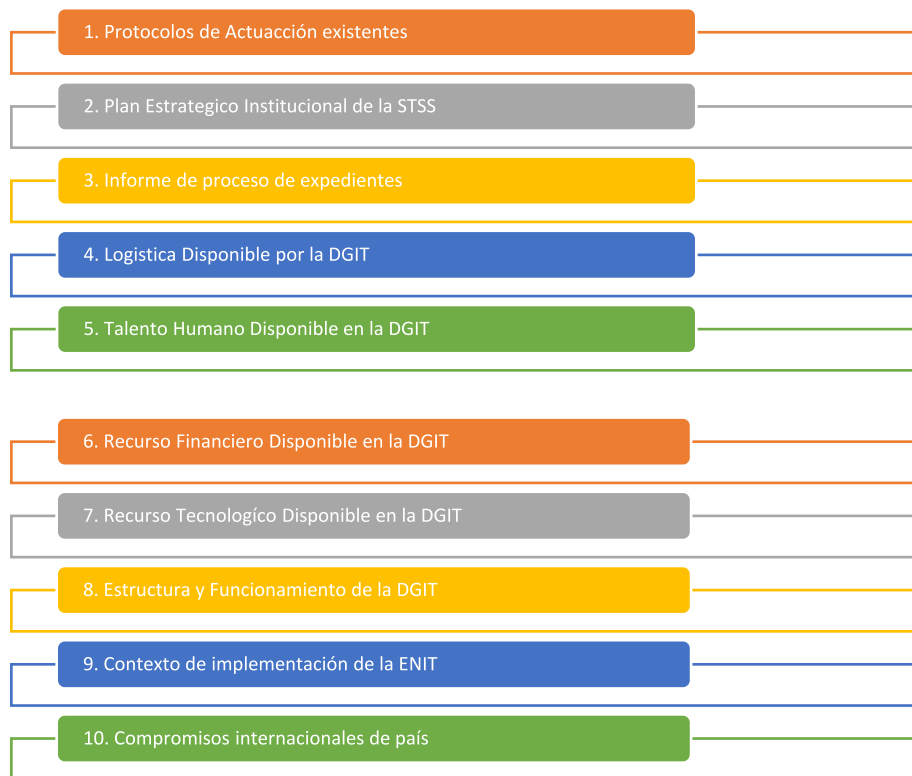 1. Protocolos de Actuacción existentes
2. Plan Estrategico Institucional de la STSS
3. Informe de proceso de expedientes
4. Logistica Disponible por la DGIT
5. Talento Humano Disponible en la DGIT
6. Recurso Financiero Disponible en la DGIT
7. Recurso Tecnologíco Disponible en la DGIT
8. Estructura y Funcionamiento de la DGIT
9. Contexto de implementación de la ENIT
10. Compromisos internacionales de país